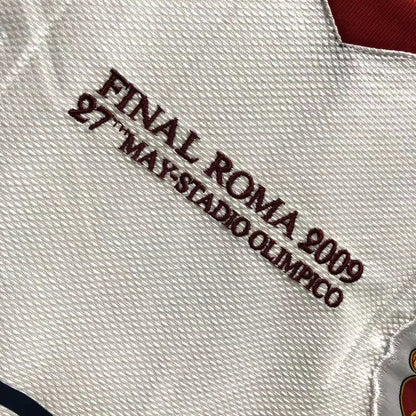 FINAL ROMA 2009
27TH MAY-STADIO OLIMPICO